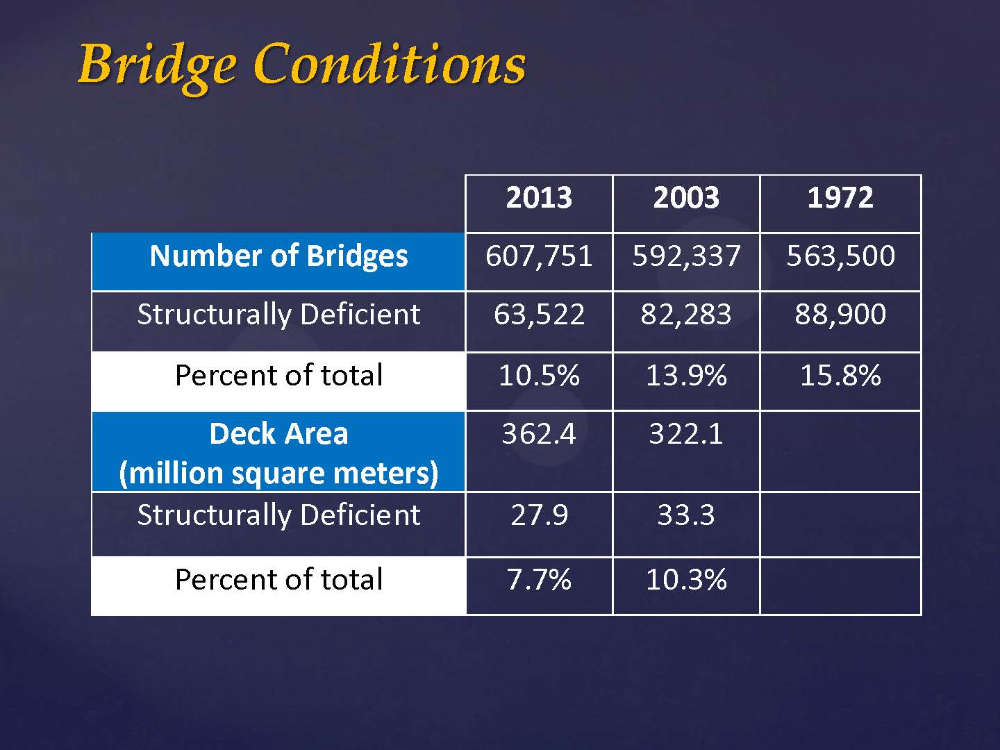 Bridge Conditions
2013 2003 1972
Number of Bridges 607,751 592,337 563,500
Structurally Deficient 63,522 82,283 88,900
Percent of total 10.5% 13.9% 15.8%
Deck Area 362.4 322.1
(million square meters)
Structurally Deficient 27.9 33.3
Percent of total 7.7% 10.3%